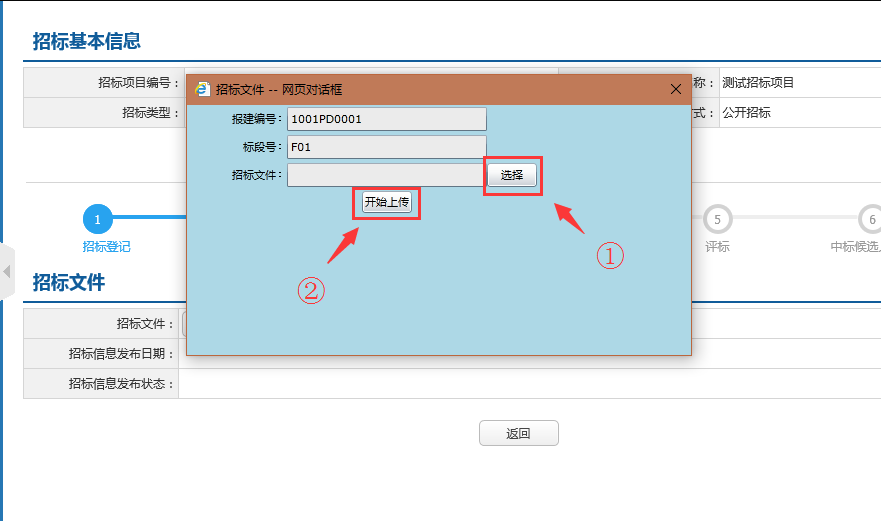 招标基本信息
招标项目编号：
称： 测试招标项目
招标类型：
式： 公开招标
招标文件 -- 网页对话框
报建编号： 1001PD0001
标段号： F01
招标文件： 选择
开始上传
①
②
1
5
6
招标登记
评标
中标候选
招标文件
招标文件：
招标信息发布日期：
招标信息发布状态：
返回